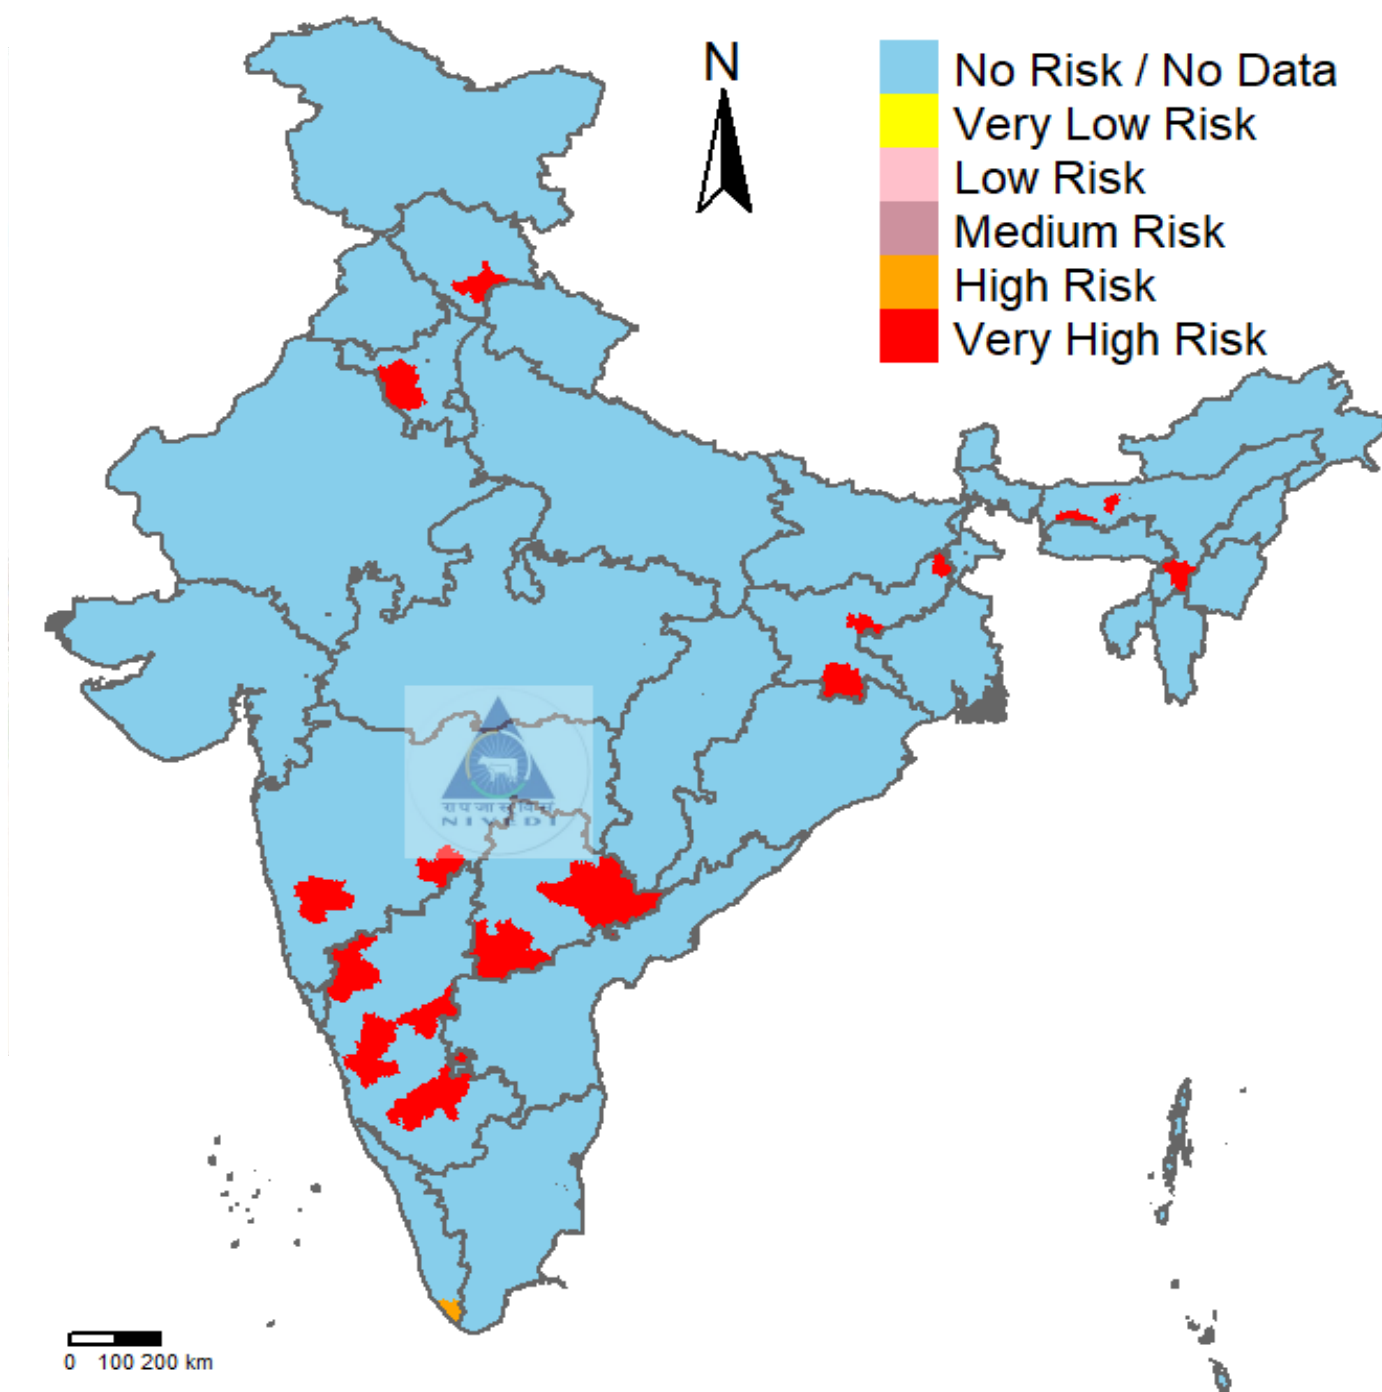 N
No Risk / No Data
Very Low Risk
Low Risk
Medium Risk
High Risk
Very High Risk
NIVEDI
0 100 200 km